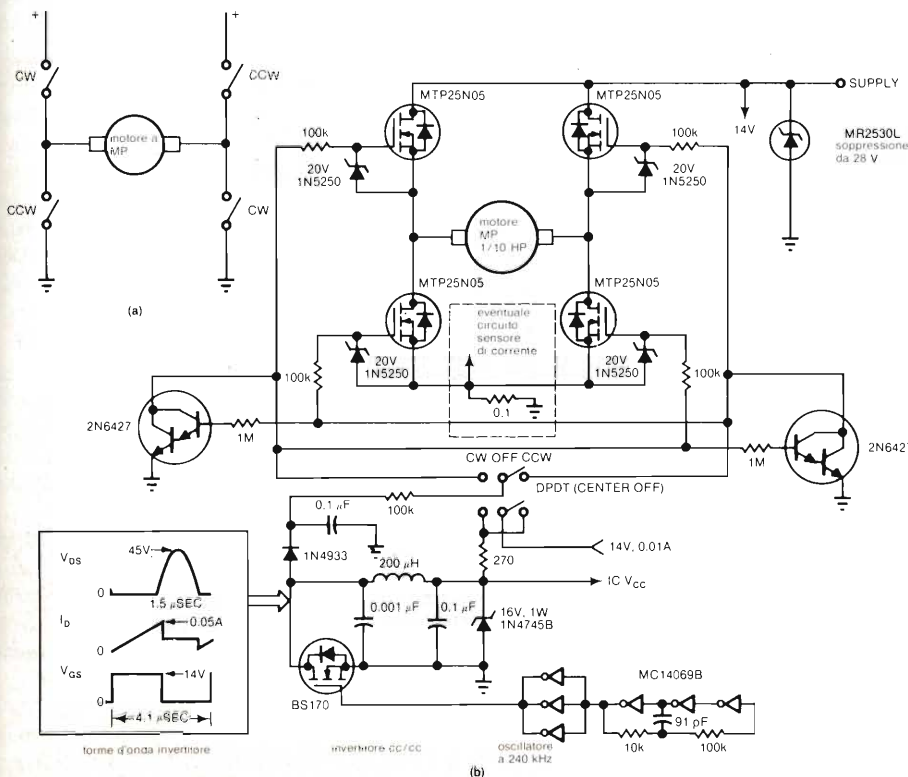 +
+
CW
CCW
motore a
MP
CCW
CW
(a)
SUPPLY
MTP25N05
MTP25N05
14V
MR2530L
soppressione
da 28 V
100k
100k
20V
1N5250
20V
1N5250
motore
MP
1/10 HP
MTP25N05
MTP25N05
eventuale
circuito
sensore
di corrente
100k
20V
1N5250
20V
1N5250
100k
0.1
2N6427
1M
1M
2N6427
CW OFF CCW
DPDT (CENTER OFF)
100k
0.1 µF
1N4933
14V, 0.01A
270
200 µH
IC VCC
0.001 µF
0.1 µF
16V, 1W
1N4745B
BS170
MC14069B
91 pF
10k
100k
VDS
45V
0
1.5 µSEC
ID
0.05A
0
VGS
14V
0
4.1 µSEC
forme d'onda invertitore
invertitore cc/cc
oscillatore
a 240 kHz
(b)